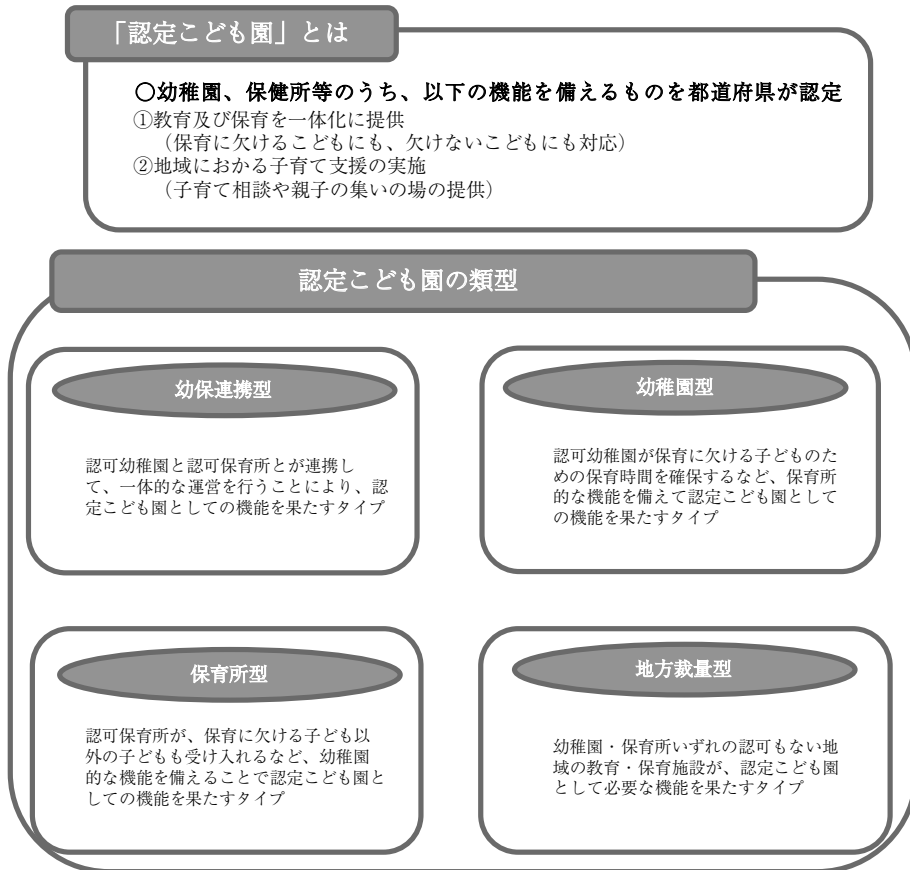 「認定こども園」とは
〇幼稚園、保健所等のうち、以下の機能を備えるものを都道府県が認定
①教育及び保育を一体化に提供
（保育に欠けるこどもにも、欠けないこどもにも対応）
②地域におかる子育て支援の実施
（子育て相談や親子の集いの場の提供）
認定こども園の類型
幼保連携型
認可幼稚園と認可保育所とが連携し
て、一体的な運営を行うことにより、認
定こども園としての機能を果たすタイプ
幼稚園型
認可幼稚園が保育に欠ける子どものた
めの保育時間を確保するなど、保育所
的な機能を備えて認定こども園として
の機能を果たすタイプ
保育所型
認可保育所が、保育に欠ける子ども以
外の子どもも受け入れるなど、幼稚園
的な機能を備えることで認定こども園と
しての機能を果たすタイプ
地方裁量型
幼稚園・保育所いずれの認可もない地
域の教育・保育施設が、認定こども園
として必要な機能を果たすタイプ